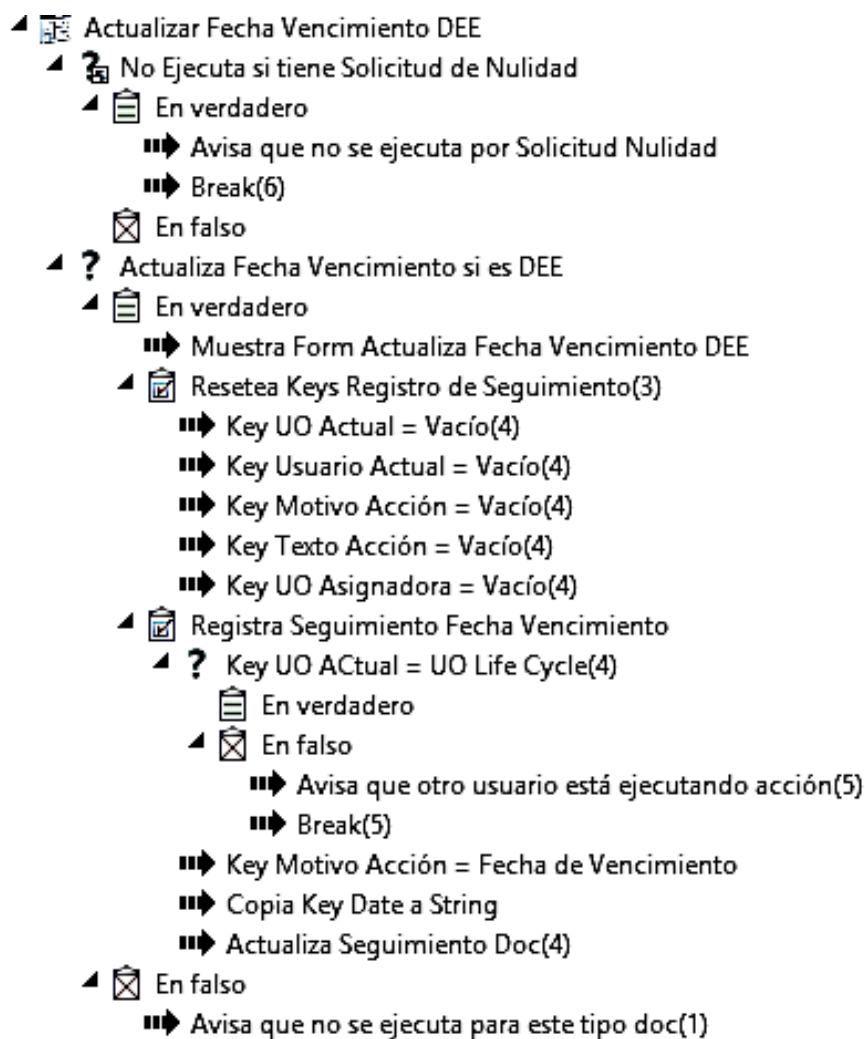 Actualizar Fecha Vencimiento DEE
No Ejecuta si tiene Solicitud de Nulidad
En verdadero
Avisa que no se ejecuta por Solicitud Nulidad
Break(6)
En falso
Actualiza Fecha Vencimiento si es DEE
En verdadero
Muestra Form Actualiza Fecha Vencimiento DEE
Resetea Keys Registro de Seguimiento(3)
Key UO Actual = Vacío(4)
Key Usuario Actual = Vacío(4)
Key Motivo Acción = Vacío(4)
Key Texto Acción = Vacío(4)
Key UO Asignadora = Vacío(4)
Registra Seguimiento Fecha Vencimiento
Key UO ACtual = UO Life Cycle(4)
En verdadero
En falso
Avisa que otro usuario está ejecutando acción(5)
Break(5)
Key Motivo Acción = Fecha de Vencimiento
Copia Key Date a String
Actualiza Seguimiento Doc(4)
En falso
Avisa que no se ejecuta para este tipo doc(1)